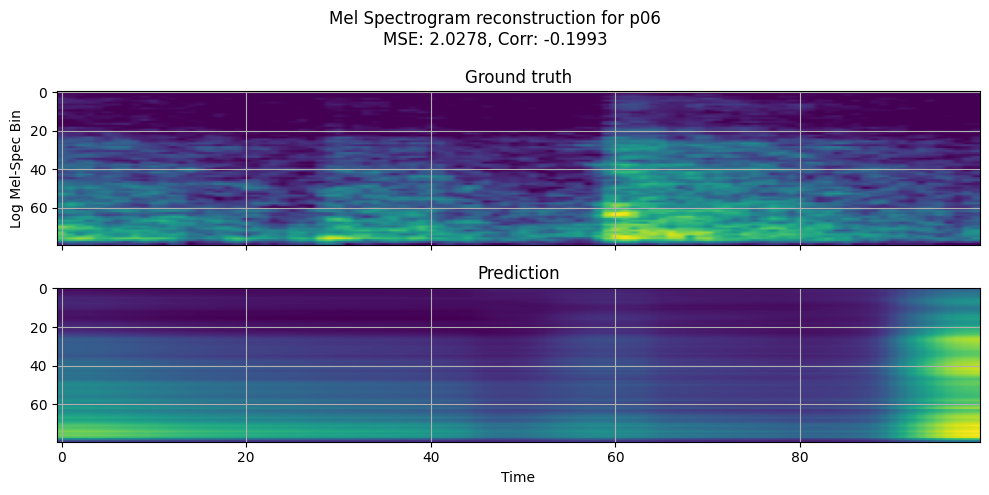 Mel Spectrogram reconstruction for p06
MSE: 2.0278, Corr: -0.1993
Ground truth
Log Mel-Spec Bin
0
20
40
60
Prediction
0
20
40
60
0 20 40 60 80
Time